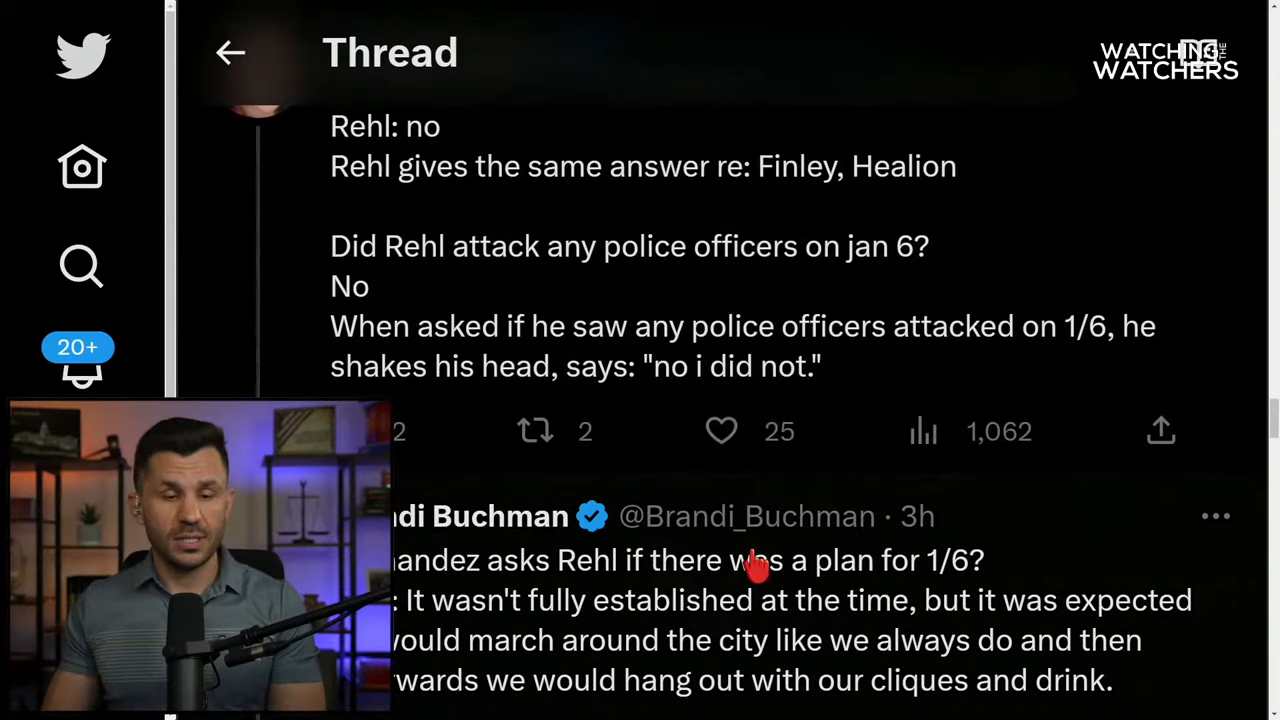 Thread
WATCHING THE
WATCHERS
Rehl: no
Rehl gives the same answer re: Finley, Healion
Did Rehl attack any police officers on jan 6?
No
When asked if he saw any police officers attacked on 1/6, he
shakes his head, says: "no i did not."
20+
2
2
25
1,062
di Buchman @Brandi_Buchman · 3h
nandez asks Rehl if there was a plan for 1/6?
: It wasn't fully established at the time, but it was expected
would march around the city like we always do and then
rwards we would hang out with our cliques and drink.